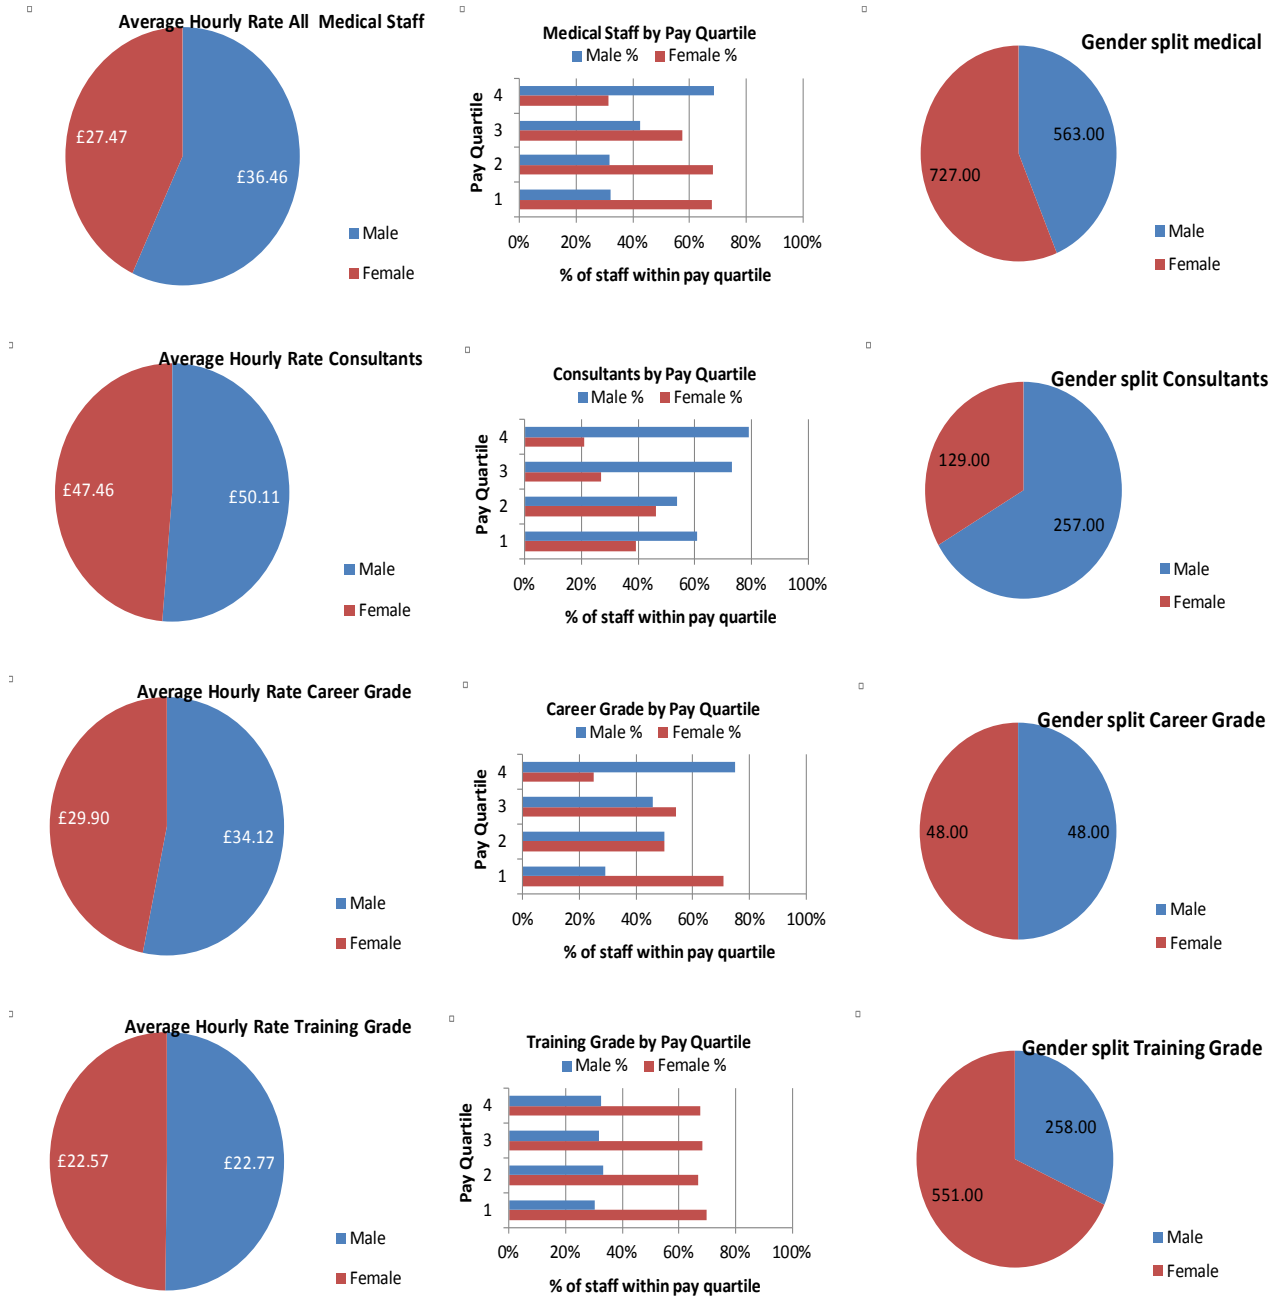 Average Hourly Rate All  Medical Staff
£27.47
£36.46
Male
Female
Medical Staff by Pay Quartile
Male %
Female %
Pay Quartile
4
3
2
1
0%
20%
40%
60%
80%
100%
% of staff within pay quartile
Gender split medical
563.00
727.00
Male
Female
Average Hourly Rate Consultants
£47.46
£50.11
Male
Female
Consultants by Pay Quartile
Male %
Female %
Pay Quartile
4
3
2
1
0%
20%
40%
60%
80%
100%
% of staff within pay quartile
Gender split Consultants
129.00
257.00
Male
Female
Average Hourly Rate Career Grade
£29.90
£34.12
Male
Female
Career Grade by Pay Quartile
Male %
Female %
Pay Quartile
4
3
2
1
0%
20%
40%
60%
80%
100%
% of staff within pay quartile
Gender split Career Grade
48.00
48.00
Male
Female
Average Hourly Rate Training Grade
£22.57
£22.77
Male
Female
Training Grade by Pay Quartile
Male %
Female %
Pay Quartile
4
3
2
1
0%
20%
40%
60%
80%
100%
% of staff within pay quartile
Gender split Training Grade
258.00
551.00
Male
Female